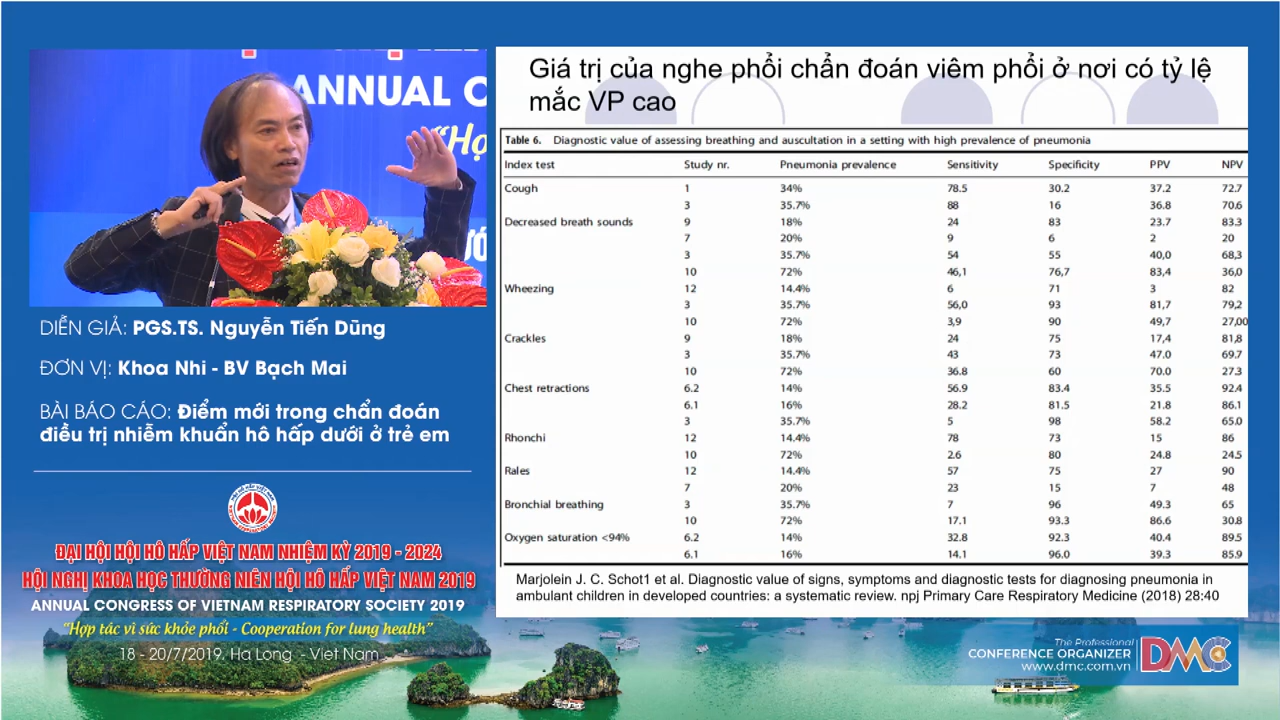 ANNUAL C
“Họ
ƯỚ
DIỄN GIẢ: PGS.TS. Nguyễn Tiến Dũng
ĐƠN VỊ: Khoa Nhi - BV Bạch Mai
BÀI BÁO CÁO: Điểm mới trong chẩn đoán
điều trị nhiễm khuẩn hô hấp dưới ở trẻ em
ĐẠI HỘI HỘI HÔ HẤP VIỆT NAM NHIỆM KỲ 2019 - 2024
HỘI NGHỊ KHOA HỌC THƯỜNG NIÊN HỘI HÔ HẤP VIỆT NAM 2019
ANNUAL CONGRESS OF VIETNAM RESPIRATORY SOCIETY 2019
“Hợp tác vì sức khỏe phổi - Cooperation for lung health”
18 - 20/7/2019. Ha Long - Viet Nam
Giá trị của nghe phổi chẩn đoán viêm phổi ở nơi có tỷ lệ
mắc VP cao
Table 6. Diagnostic value of assessing breathing and auscultation in a setting with high prevalence of pneumonia
Index test Study nr. Pneumonia prevalence Sensitivity Specificity PPV NPV
Cough 1 34% 78.5 30.2 37.2 72.7
3 35.7% 88 16 36.8 70.6
Decreased breath sounds 9 18% 24 83 23.7 83.3
7 20% 9 6 2 20
3 35.7% 54 55 40,0 68,3
10 72% 46,1 76,7 83,4 36,0
Wheezing 12 14.4% 6 71 3 82
3 35.7% 56,0 93 81,7 79,2
10 72% 3,9 90 49,7 27,00
Crackles 9 18% 24 75 17,4 81,8
3 35.7% 43 73 47.0 69.7
10 72% 36.8 60 70.0 27.3
Chest retractions 6.2 14% 56.9 83.4 35.5 92.4
6.1 16% 28.2 81.5 21.8 86.1
3 35.7% 5 98 58.2 65.0
Rhonchi 12 14.4% 78 73 15 86
10 72% 2.6 80 24.8 24.5
Rales 12 14.4% 57 75 27 90
7 20% 23 15 7 48
Bronchial breathing 3 35.7% 7 96 49.3 65
10 72% 17.1 93.3 86.6 30.8
Oxygen saturation <94% 6.2 14% 32.8 92.3 40.4 89.5
6.1 16% 14.1 96.0 39.3 85.9
Marjolein J. C. Schot1 et al. Diagnostic value of signs, symptoms and diagnostic tests for diagnosing pneumonia in
ambulant children in developed countries: a systematic review. npj Primary Care Respiratory Medicine (2018) 28:40
The Professional
CONFERENCE ORGANIZER
www.dmc.com.vn
DMC